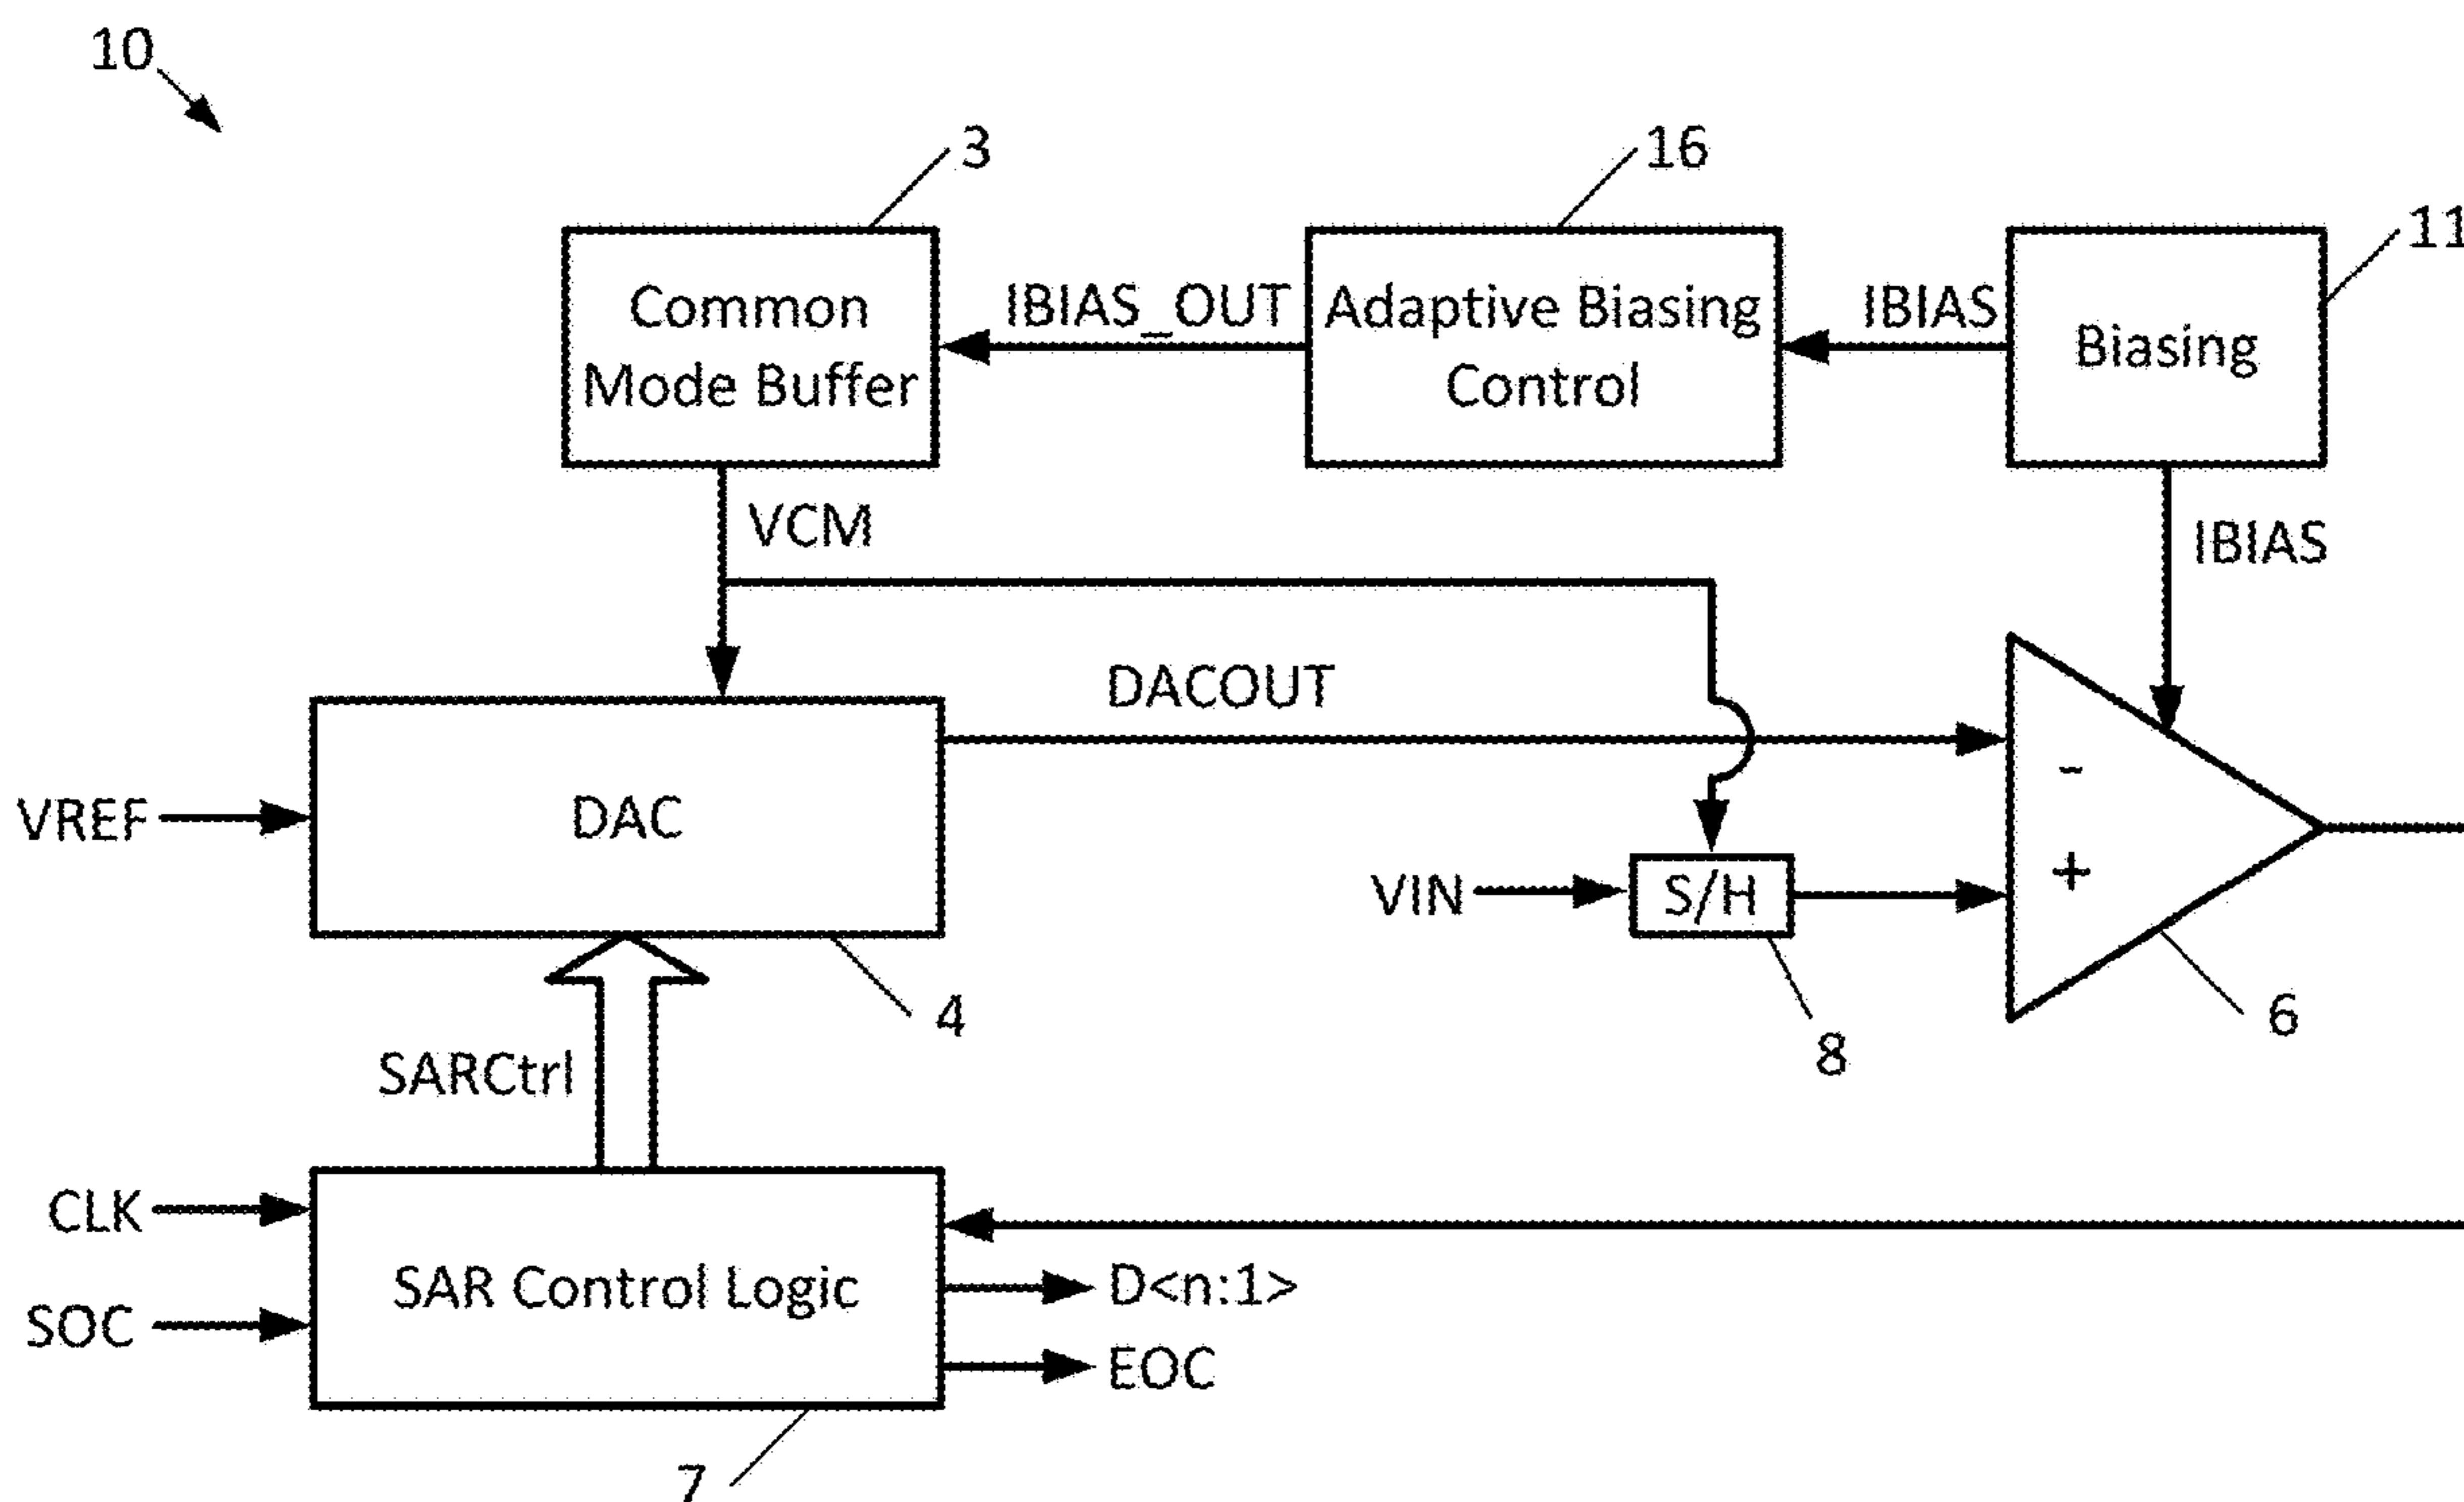 10
3
16
11
Common
Mode Buffer
IBIAS_OUT
Adaptive Biasing
Control
IBIAS
Biasing
VCM
IBIAS
DACOUT
VREF
DAC
-
+
VIN
S/H
4
8
6
SARCtrl
CLK
SOC
SAR Control Logic
D<n:1>
EOC
7